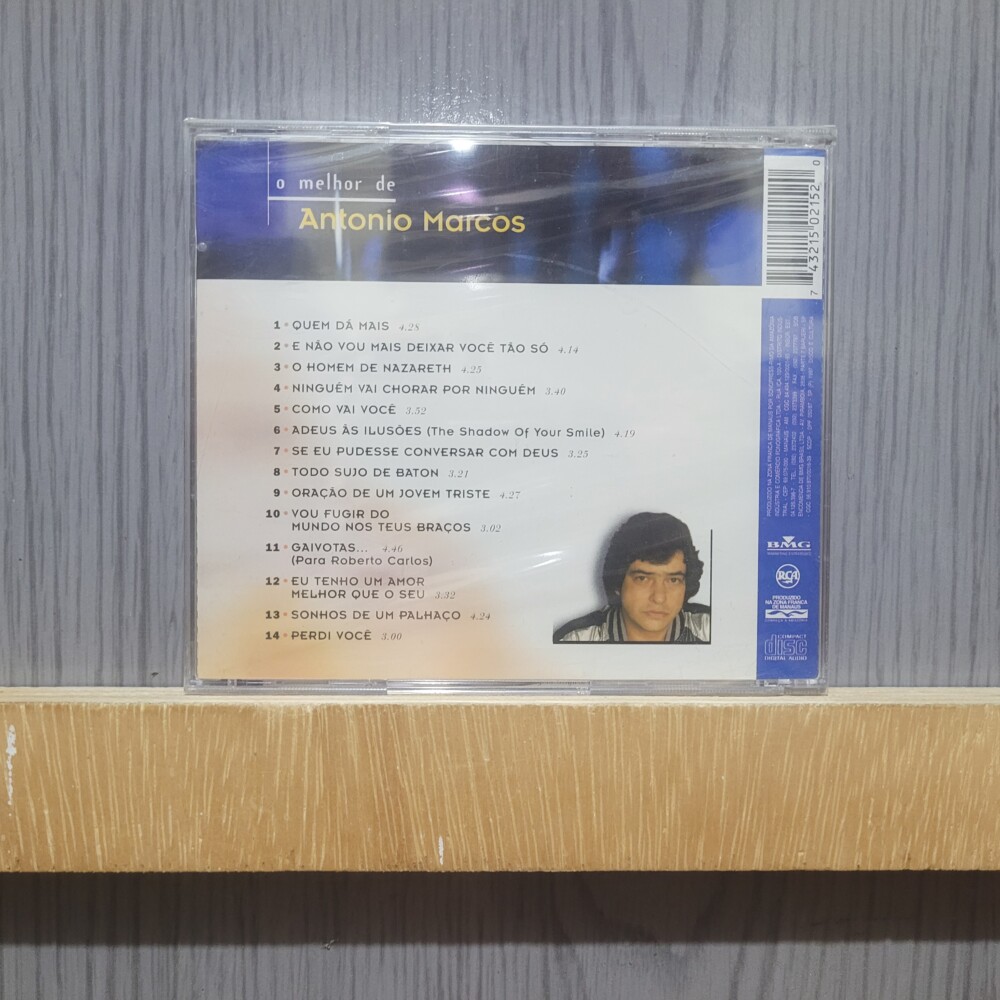 o melhor de
Antonio Marcos
1 • QUEM DÁ MAIS 4.28
2 • E NÃO VOU MAIS DEIXAR VOCÊ TÃO SÓ 4.14
3 • O HOMEM DE NAZARETH 4.25
4 • NINGUÉM VAI CHORAR POR NINGUÉM 3.40
5 • COMO VAI VOCÊ 3.52
6 • ADEUS ÀS ILUSÕES (The Shadow Of Your Smile) 4.19
7 • SE EU PUDESSE CONVERSAR COM DEUS 3.25
8 • TODO SUJO DE BATON 3.21
9 • ORAÇÃO DE UM JOVEM TRISTE 4.27
10 • VOU FUGIR DO
MUNDO NOS TEUS BRAÇOS 3.02
11 • GAIVOTAS... 4.46
(Para Roberto Carlos)
12 • EU TENHO UM AMOR
MELHOR QUE O SEU 3.32
13 • SONHOS DE UM PALHAÇO 4.24
14 • PERDI VOCÊ 3.00
7 43215 02152 0
BMG
RCA
PRODUZIDO
NA ZONA FRANCA
DE MANAUS
COMPACT
disc
DIGITAL AUDIO